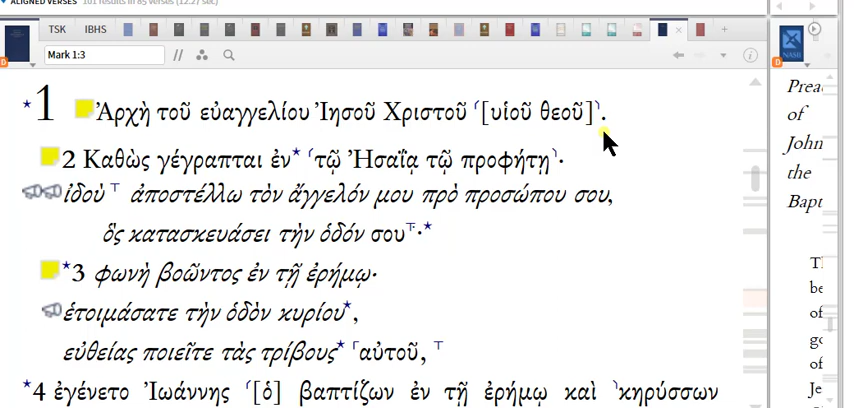 ALIGNED VERSES 101 results in 65 verses (12.27 sec)
TSK IBHS
Mark 1:3
*1 Ἀρχὴ τοῦ εὐαγγελίου Ἰησοῦ Χριστοῦ ⸂[υἱοῦ θεοῦ]⸃.
2 Καθὼς γέγραπται ἐν* ⸂τῷ Ἠσαΐᾳ τῷ προφήτῃ⸃·
ἰδοὺ ⸆ ἀποστέλλω τὸν ἄγγελόν μου πρὸ προσώπου σου,
ὃς κατασκευάσει τὴν ὁδόν σου⸇·*
*3 φωνὴ βοῶντος ἐν τῇ ἐρήμῳ·
ἑτοιμάσατε τὴν ὁδὸν κυρίου*,
εὐθείας ποιεῖτε τὰς τρίβους* ⸀αὐτοῦ, ⸆
*4 ἐγένετο Ἰωάννης ⸂[ὁ] βαπτίζων ἐν τῇ ἐρήμῳ καὶ ⸃κηρύσσων
NASB
of
John
the